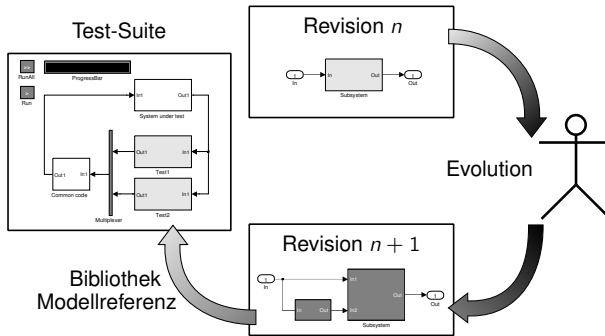 Test-Suite
>>
RunAll
ProgressBar
>
Run
In1
Out1
System under test
Out1
In1
Common code
Out1
In1
Test1
Out1
In1
Test2
Multiplexer
Revision n
1
In
In
Out
Subsystem
1
Out
Evolution
Revision n + 1
1
In
In
Out
In1
In2
Out
Subsystem
1
Out
Bibliothek
Modellreferenz